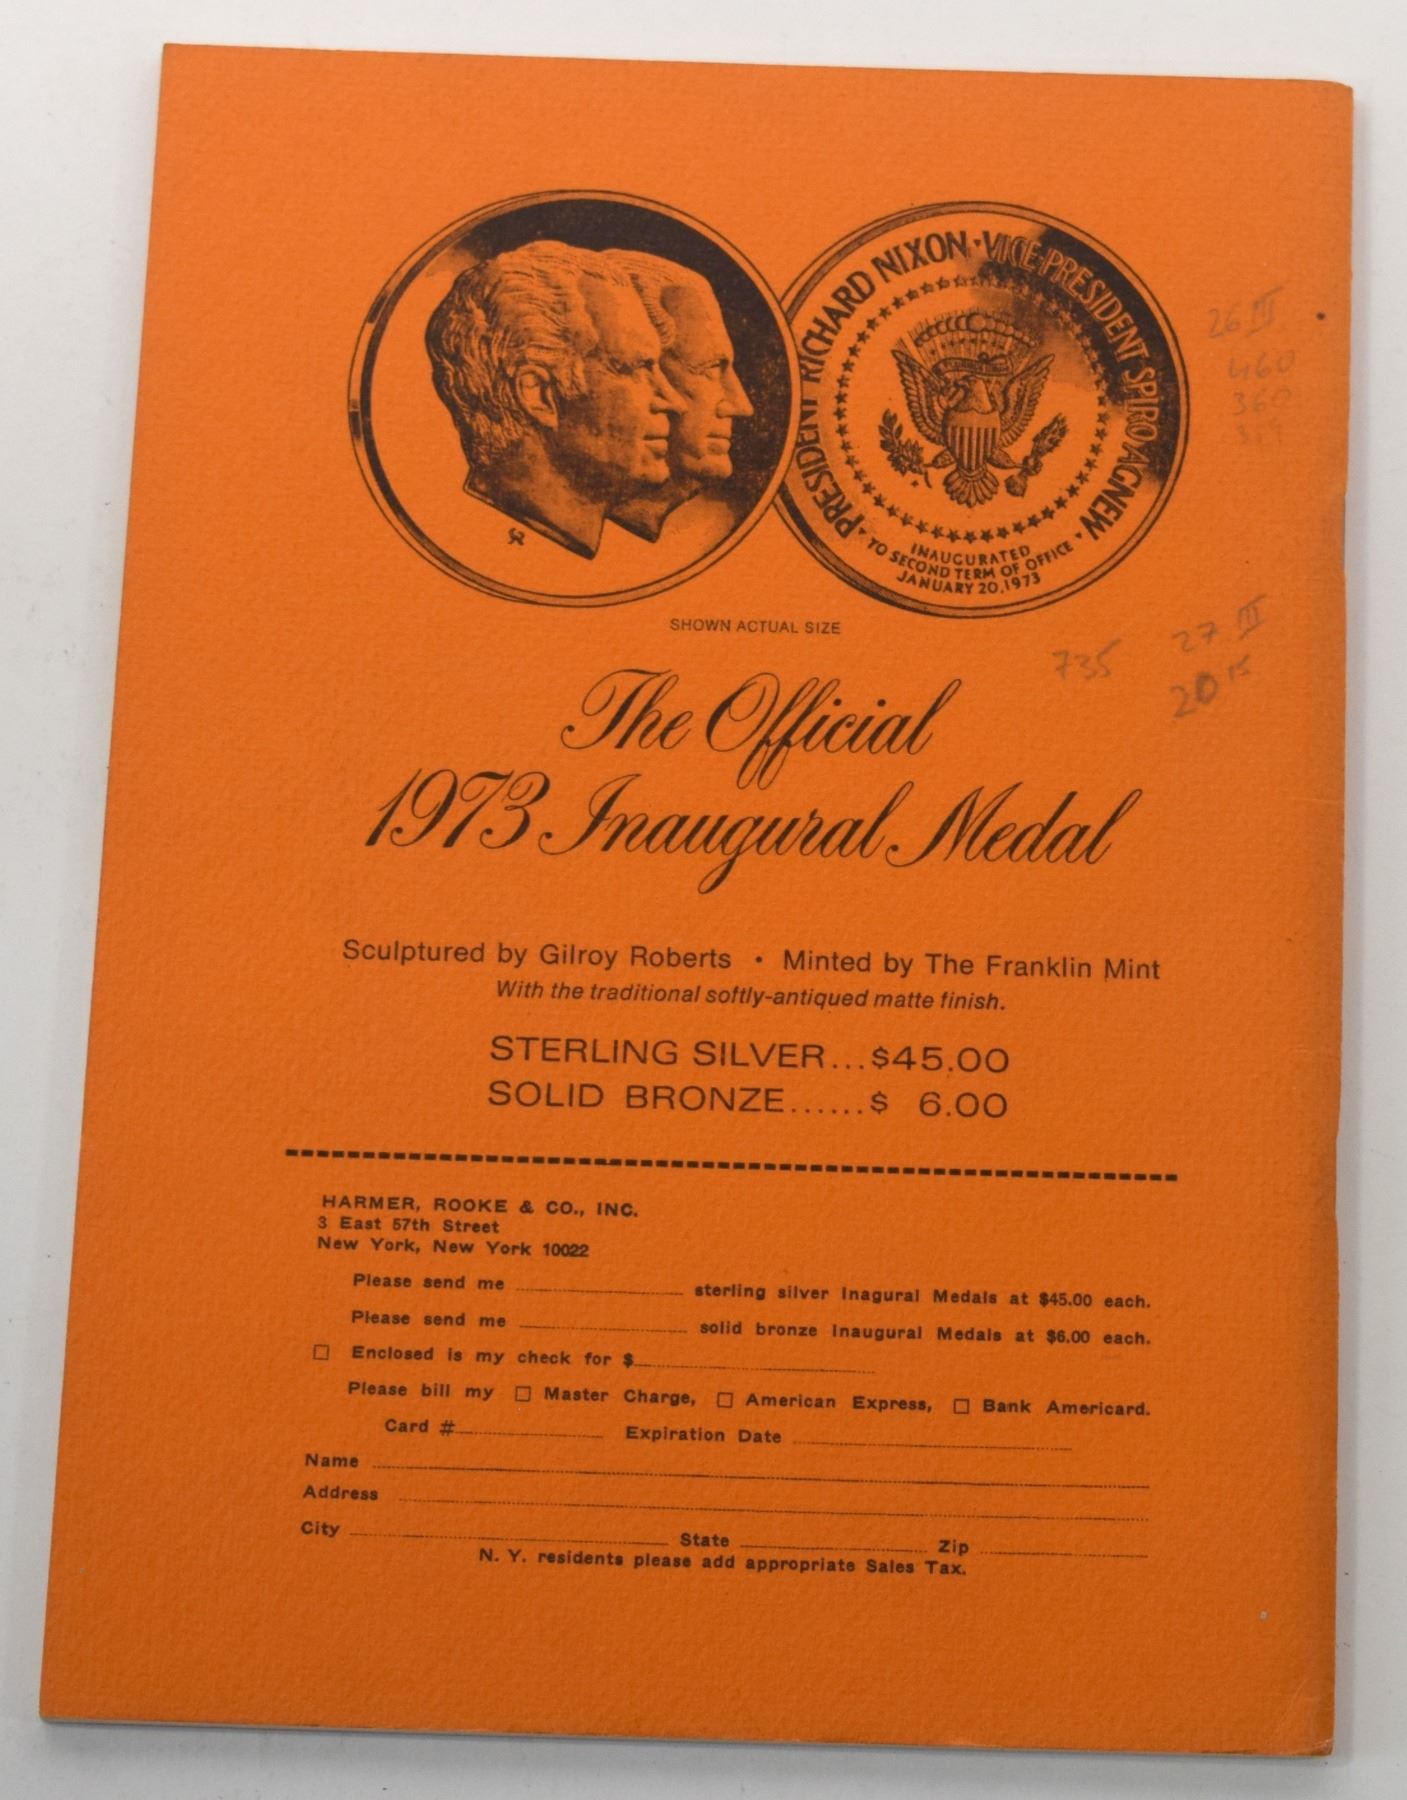 PRESIDENT RICHARD NIXON · VICE-PRESIDENT SPIRO AGNEW
INAUGURATED
TO SECOND TERM OF OFFICE
JANUARY 20, 1973
26 III
460
360
319
SHOWN ACTUAL SIZE
735
27 III
20 15
The Official
1973 Inaugural Medal
Sculptured by Gilroy Roberts • Minted by The Franklin Mint
With the traditional softly-antiqued matte finish.
STERLING SILVER...$45.00
SOLID BRONZE......$ 6.00
HARMER, ROOKE & CO., INC.
3 East 57th Street
New York, New York 10022
Please send me sterling silver Inagural Medals at $45.00 each.
Please send me solid bronze Inaugural Medals at $6.00 each.
☐ Enclosed is my check for $
Please bill my ☐ Master Charge, ☐ American Express, ☐ Bank Americard.
Card # Expiration Date
Name
Address
City State Zip
N. Y. residents please add appropriate Sales Tax.